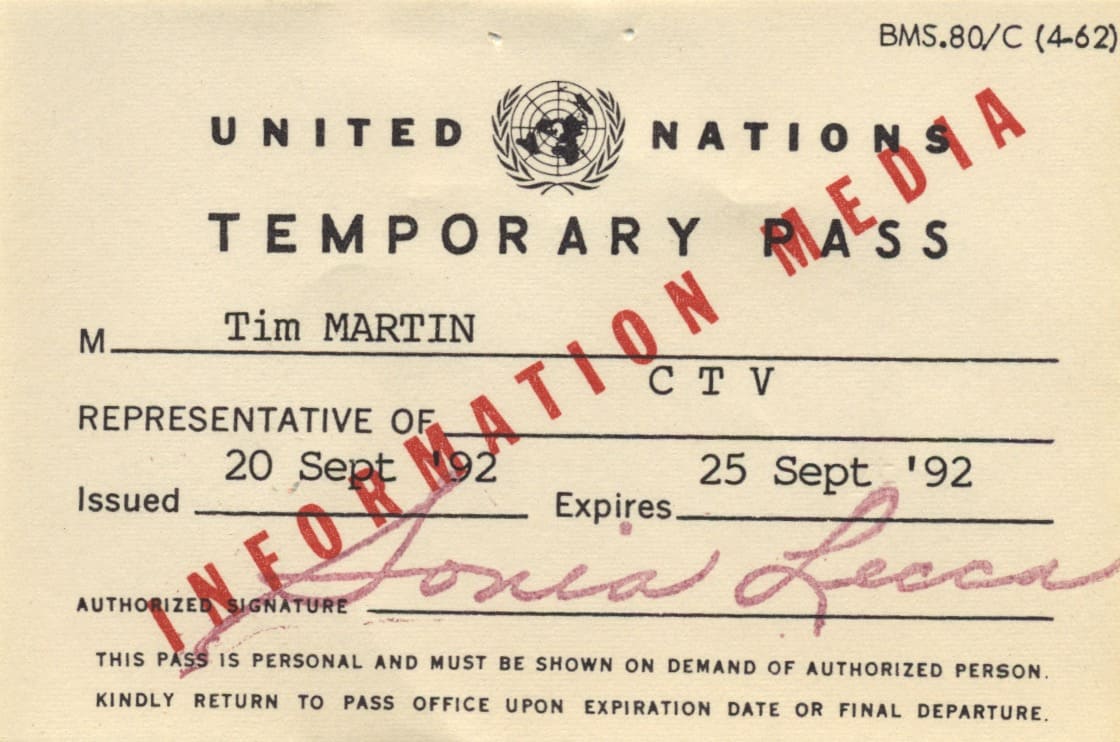 BMS.80/C (4-62)
UNITED NATIONS
TEMPORARY PASS
INFORMATION MEDIA
M Tim MARTIN
REPRESENTATIVE OF C T V
Issued 20 Sept '92 Expires 25 Sept '92
AUTHORIZED SIGNATURE Sonia Lecca
THIS PASS IS PERSONAL AND MUST BE SHOWN ON DEMAND OF AUTHORIZED PERSON.
KINDLY RETURN TO PASS OFFICE UPON EXPIRATION DATE OR FINAL DEPARTURE.